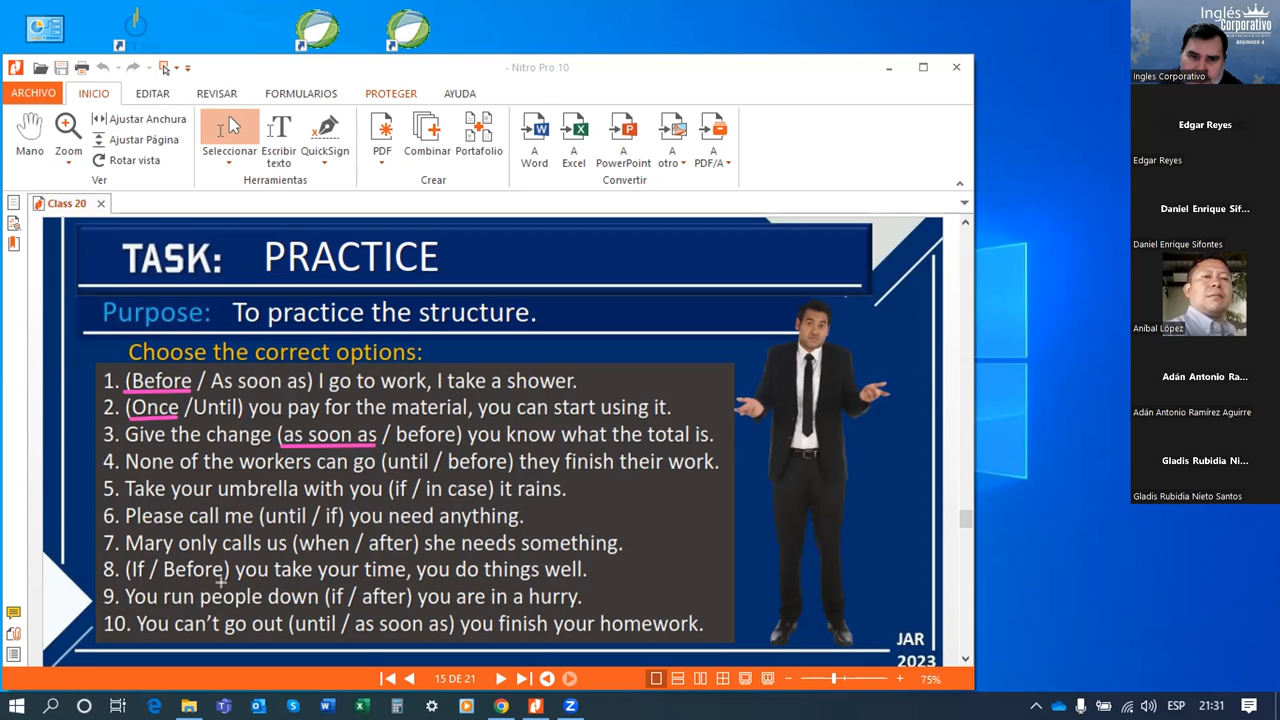 Inglés
Corporativo
BEGINNER 4
Ingles Corporativo
- Nitro Pro 10
ARCHIVO INICIO EDITAR REVISAR FORMULARIOS PROTEGER AYUDA
Mano
Zoom
Ajustar Anchura
Ajustar Página
Rotar vista
Ver
Seleccionar
Escribir texto
QuickSign
Herramientas
PDF
Combinar
Portafolio
Crear
A Word
A Excel
A PowerPoint
A otro
A PDF/A
Convertir
Class 20
TASK: PRACTICE
Purpose: To practice the structure.
Choose the correct options:
1. (Before / As soon as) I go to work, I take a shower.
2. (Once /Until) you pay for the material, you can start using it.
3. Give the change (as soon as / before) you know what the total is.
4. None of the workers can go (until / before) they finish their work.
5. Take your umbrella with you (if / in case) it rains.
6. Please call me (until / if) you need anything.
7. Mary only calls us (when / after) she needs something.
8. (If / Before) you take your time, you do things well.
9. You run people down (if / after) you are in a hurry.
10. You can't go out (until / as soon as) you finish your homework.
JAR
2023
15 DE 21
75%
Edgar Reyes
Edgar Reyes
Daniel Enrique Sif...
Daniel Enrique Sifontes
Aníbal López
Adán Antonio Ra...
Adán Antonio Ramírez Aguirre
Gladis Rubidia Ni...
Gladis Rubidia Nieto Santos
ESP 21:31